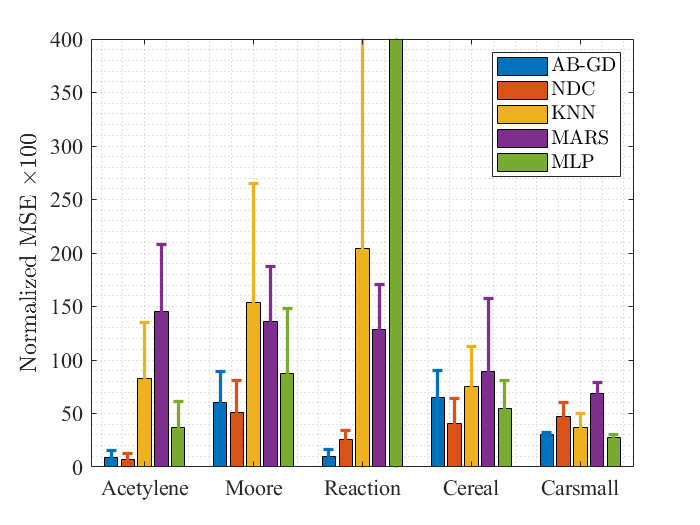 Normalized MSE ×100
400
350
300
250
200
150
100
50
0
Acetylene Moore Reaction Cereal Carsmall
AB-GD
NDC
KNN
MARS
MLP